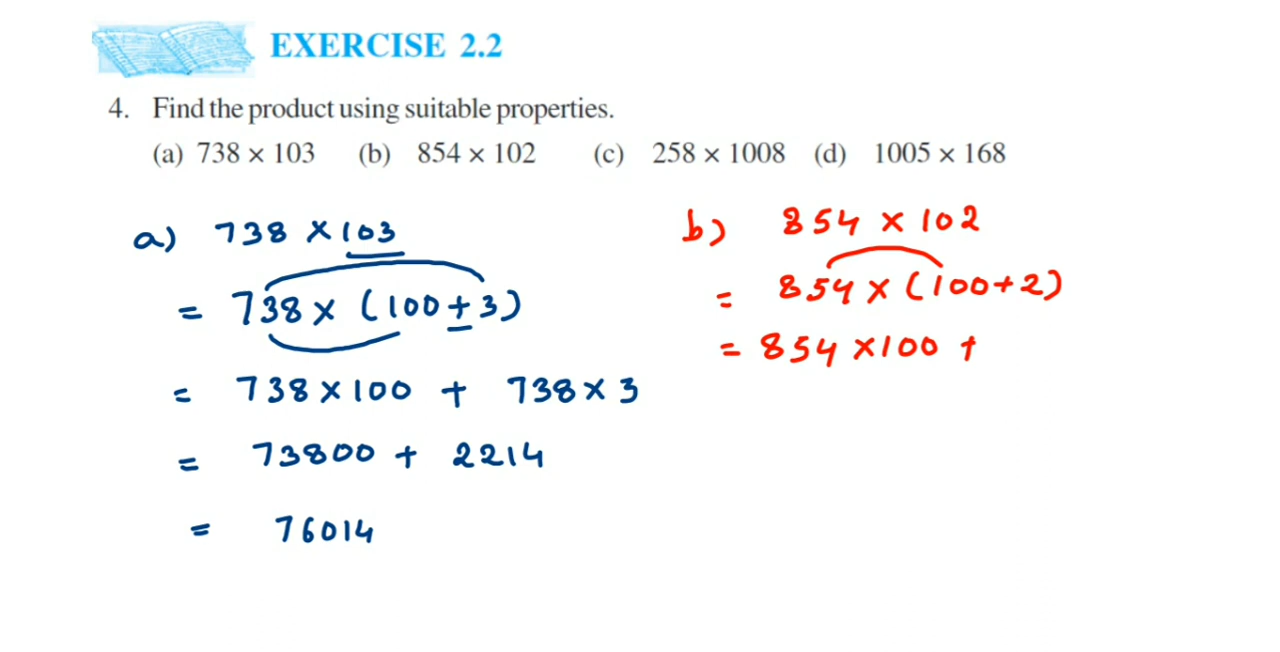 EXERCISE 2.2
4. Find the product using suitable properties.
(a) 738 × 103 (b) 854 × 102 (c) 258 × 1008 (d) 1005 × 168
a) 738 × 103
= 738 × (100 + 3)
= 738 × 100 + 738 × 3
= 73800 + 2214
= 76014
b) 854 × 102
= 854 × (100 + 2)
= 854 × 100 +